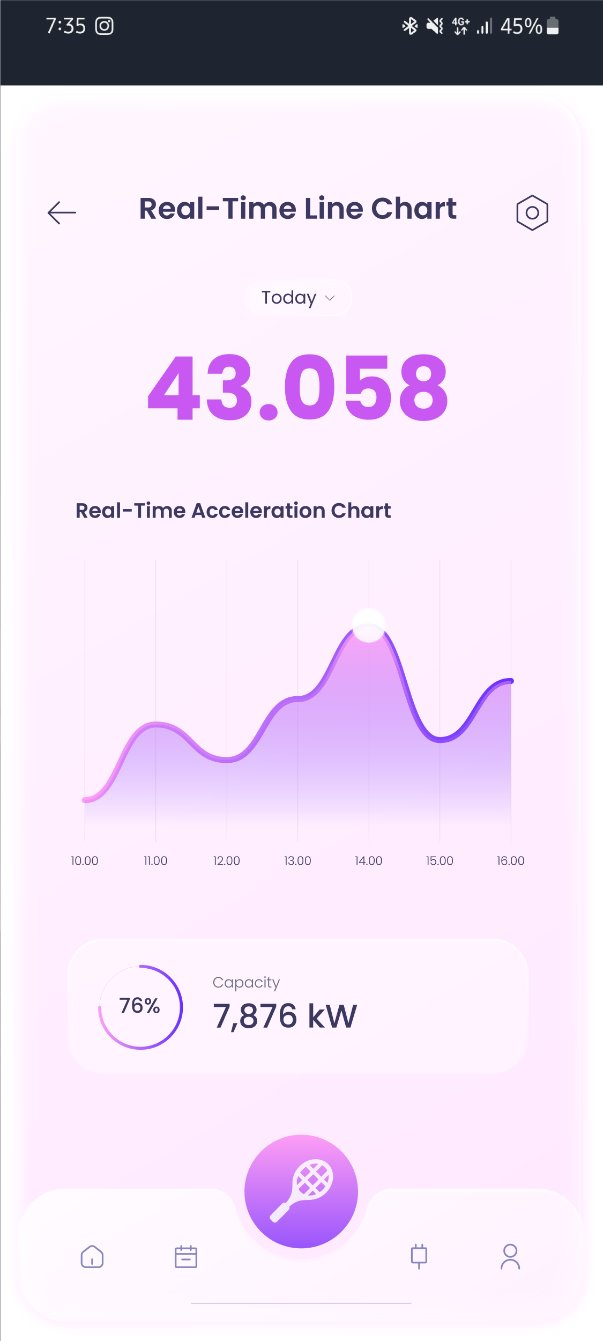 7:35 4G+ 45%
Real-Time Line Chart
Today
43.058
Real-Time Acceleration Chart
10.00 11.00 12.00 13.00 14.00 15.00 16.00
76%
Capacity
7,876 kW